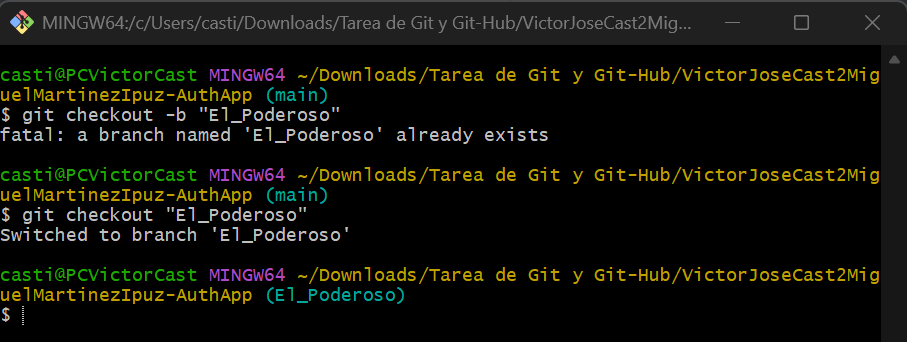 MINGW64:/c/Users/casti/Downloads/Tarea de Git y Git-Hub/VictorJoseCast2Mig...
casti@PCVictorCast MINGW64 ~/Downloads/Tarea de Git y Git-Hub/VictorJoseCast2Mig
uelMartinezIpuz-AuthApp (main)
$ git checkout -b "El_Poderoso"
fatal: a branch named 'El_Poderoso' already exists
casti@PCVictorCast MINGW64 ~/Downloads/Tarea de Git y Git-Hub/VictorJoseCast2Mig
uelMartinezIpuz-AuthApp (main)
$ git checkout "El_Poderoso"
Switched to branch 'El_Poderoso'
casti@PCVictorCast MINGW64 ~/Downloads/Tarea de Git y Git-Hub/VictorJoseCast2Mig
uelMartinezIpuz-AuthApp (El_Poderoso)
$